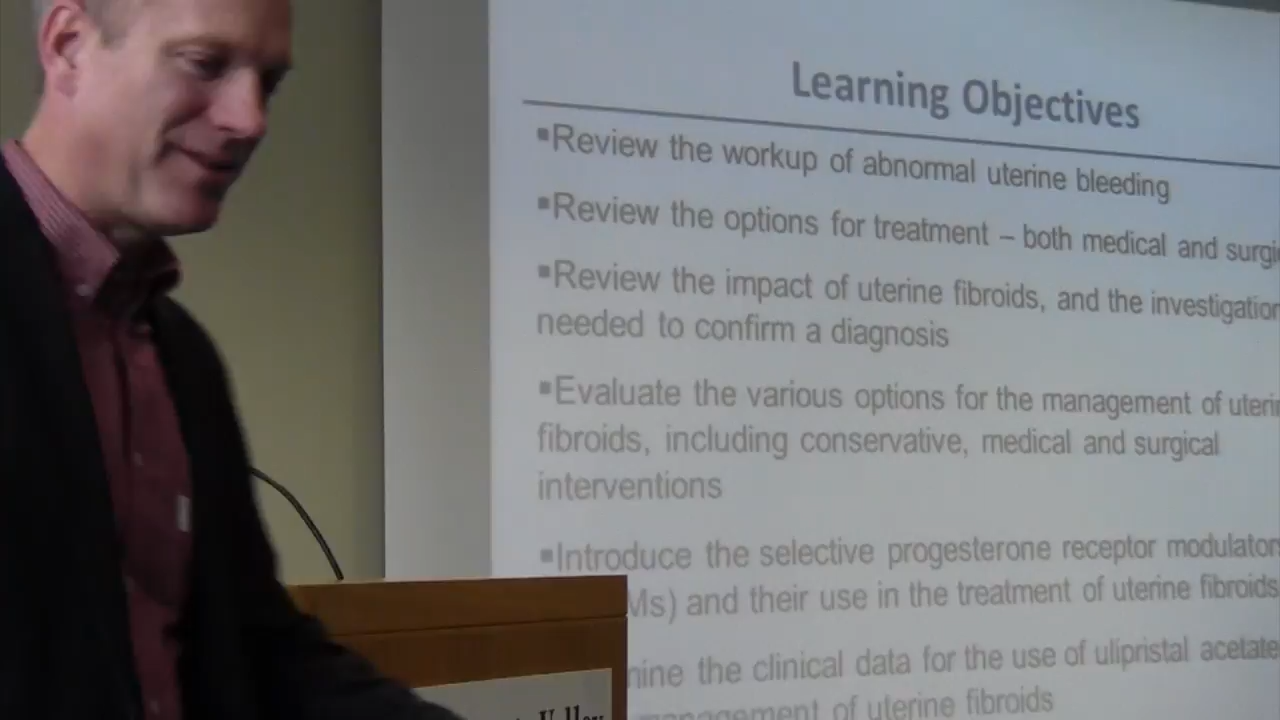 Learning Objectives
▪Review the workup of abnormal uterine bleeding
▪Review the options for treatment – both medical and surgi
▪Review the impact of uterine fibroids, and the investigation
needed to confirm a diagnosis
▪Evaluate the various options for the management of uteri
fibroids, including conservative, medical and surgical
interventions
▪Introduce the selective progesterone receptor modulator
Ms) and their use in the treatment of uterine fibroids
mine the clinical data for the use of ulipristal acetate
management of uterine fibroids